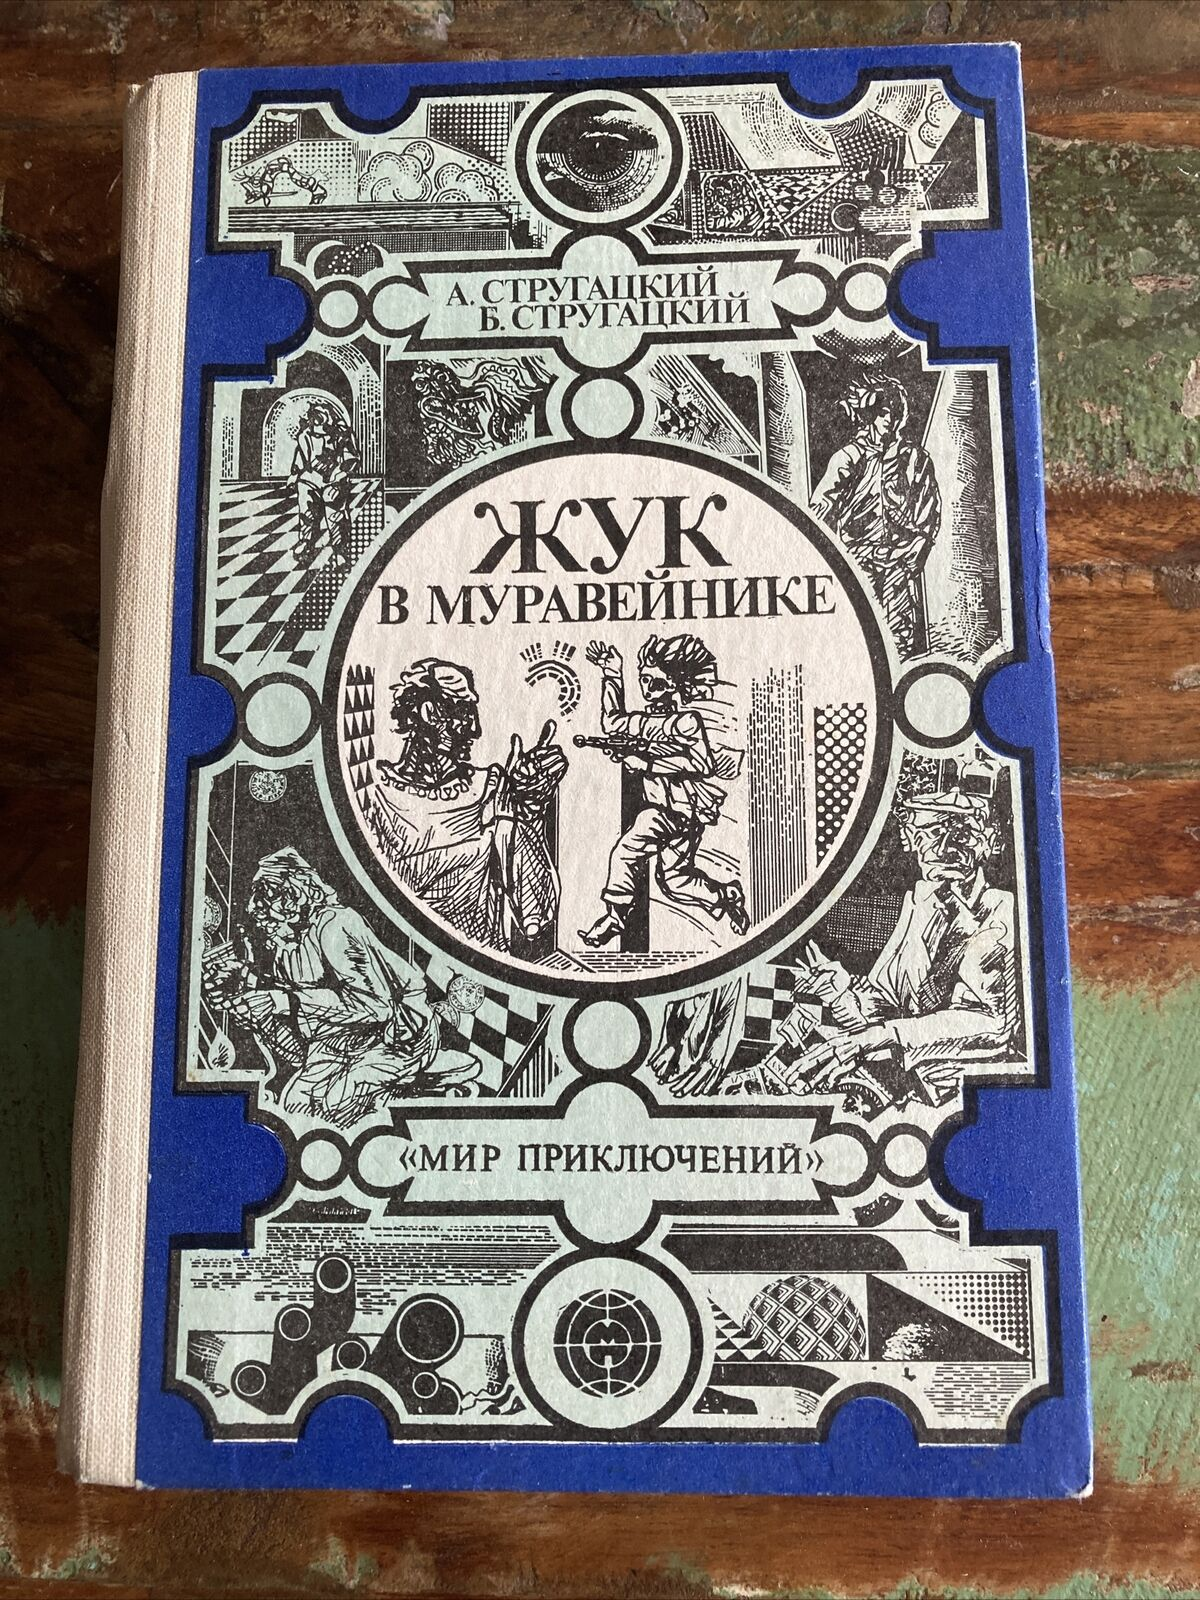 А. СТРУГАЦКИЙ
Б. СТРУГАЦКИЙ
ЖУК
В МУРАВЕЙНИКЕ
«МИР ПРИКЛЮЧЕНИЙ»